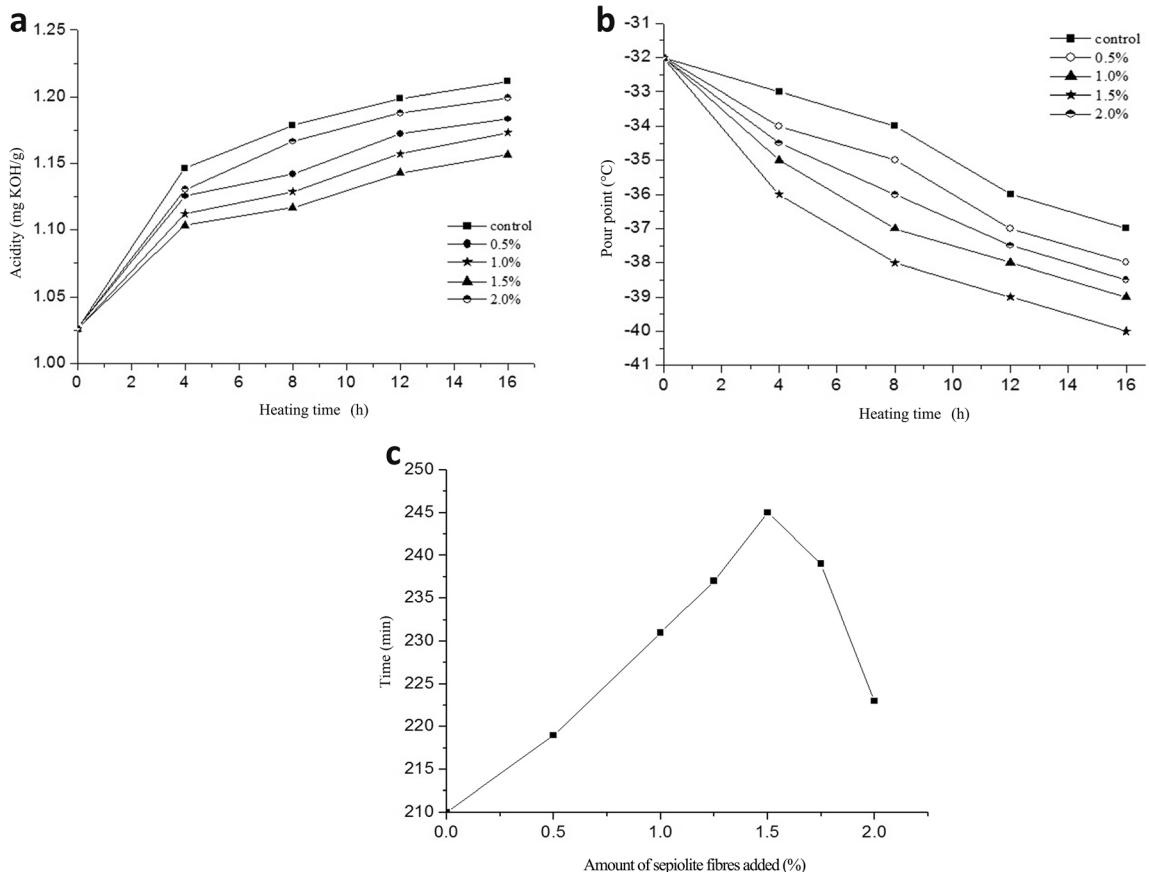 a
1.25
1.20
1.15
1.10
1.05
1.00
Acidity (mg KOH/g)
control
0.5%
1.0%
1.5%
2.0%
0 2 4 6 8 10 12 14 16
Heating time (h)
b
-31
-32
-33
-34
-35
-36
-37
-38
-39
-40
-41
Pour point (°C)
control
0.5%
1.0%
1.5%
2.0%
0 2 4 6 8 10 12 14 16
Heating time (h)
c
250
245
240
235
230
225
220
215
210
Time (min)
0.0 0.5 1.0 1.5 2.0
Amount of sepiolite fibres added (%)